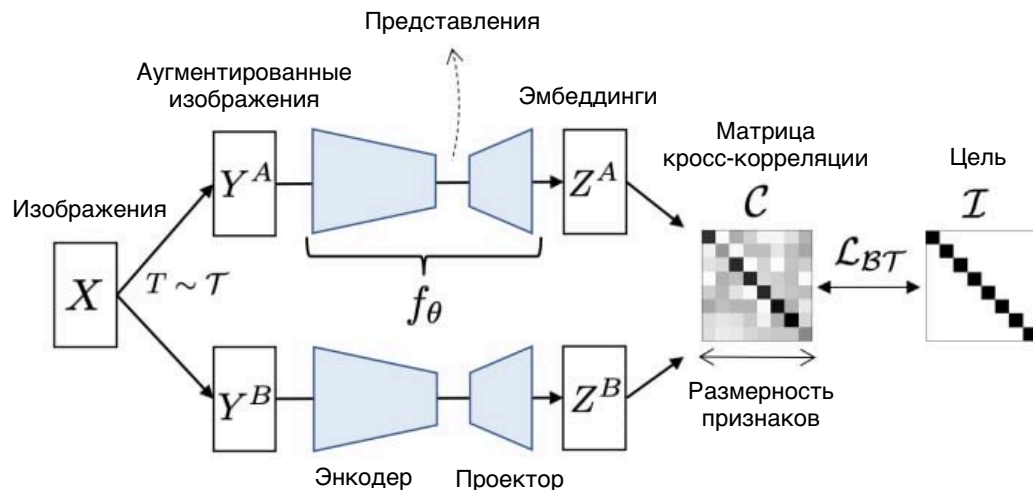 Представления
Аугментированные
изображения
Эмбеддинги
Матрица
кросс-корреляции
Цель
Изображения
Y^A
Z^A
C
I
X
T ~ T
f_θ
L_BT
Y^B
Z^B
Размерность
признаков
Энкодер
Проектор